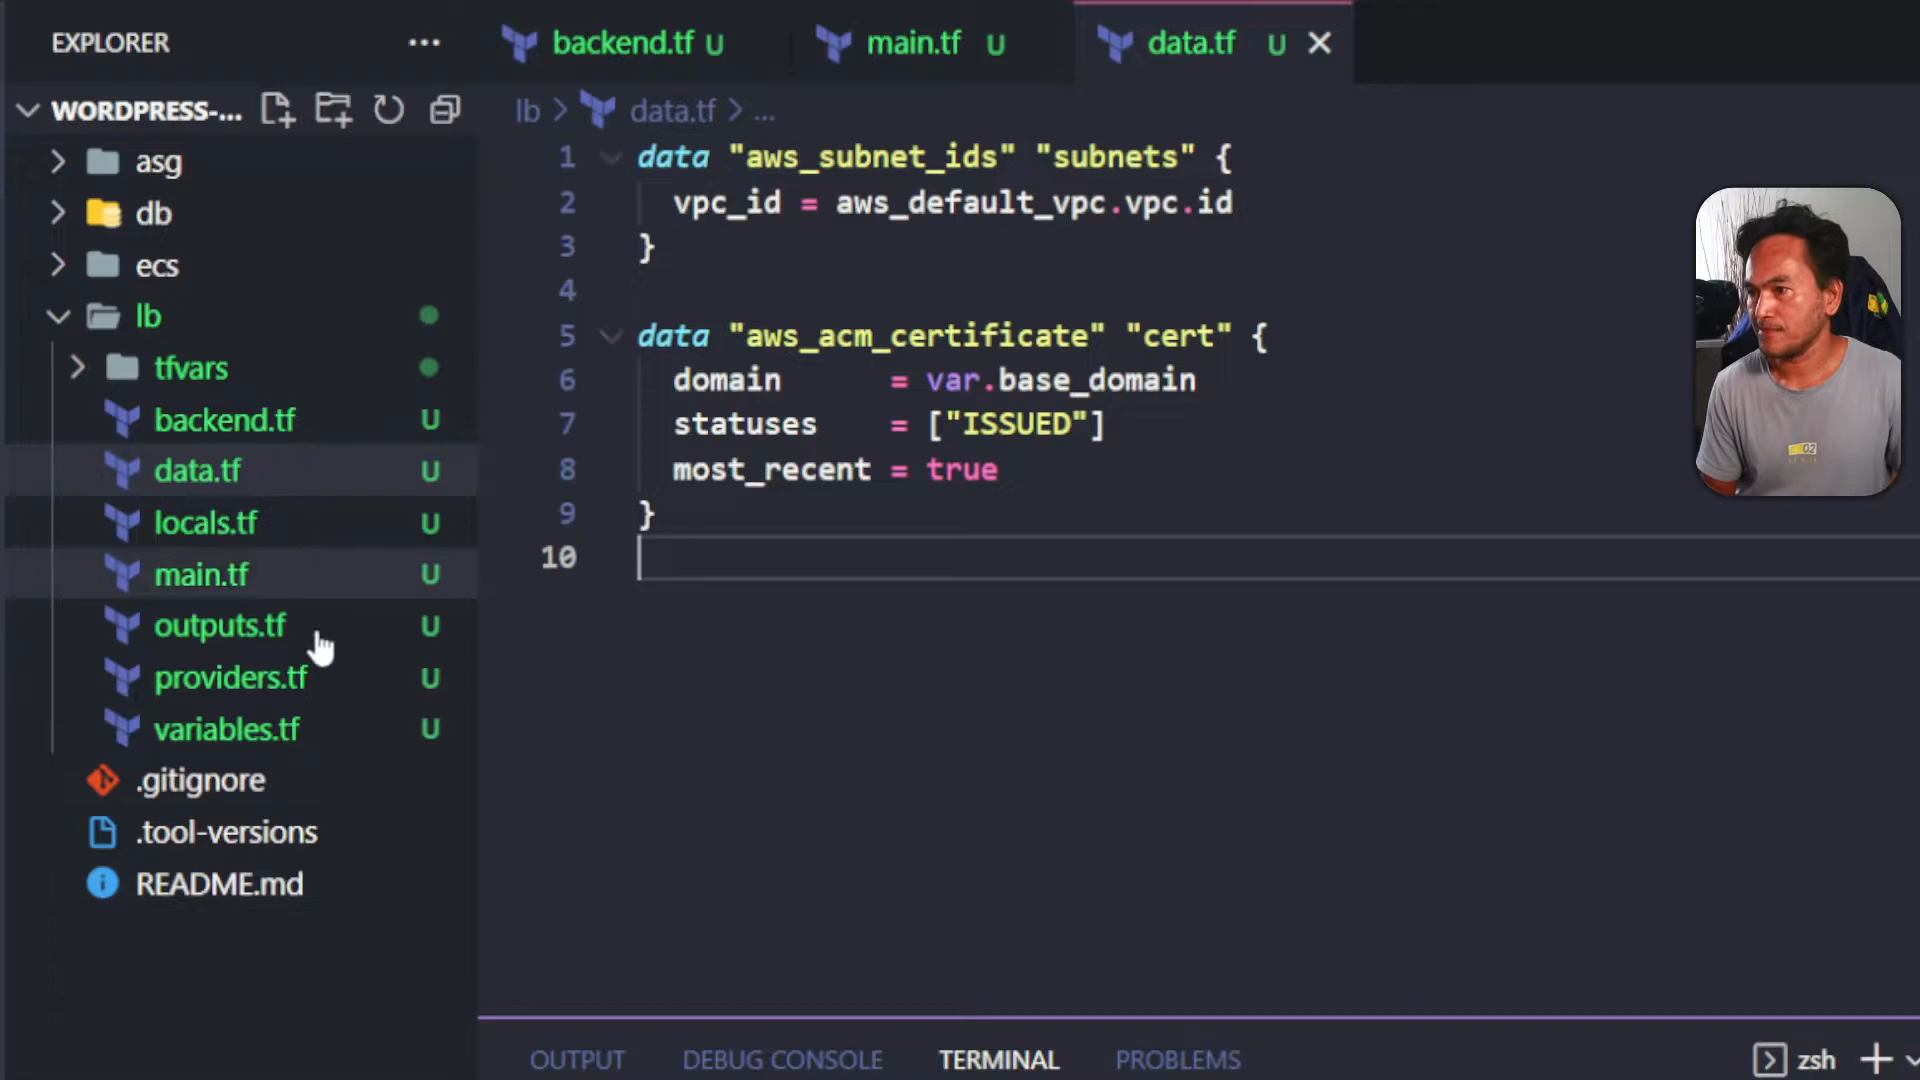 EXPLORER
WORDPRESS-...
asg
db
ecs
lb
tfvars
backend.tf U
data.tf U
locals.tf U
main.tf U
outputs.tf U
providers.tf U
variables.tf U
.gitignore
.tool-versions
README.md
backend.tf U main.tf U data.tf U
lb > data.tf > ...
1 data "aws_subnet_ids" "subnets" {
2 vpc_id = aws_default_vpc.vpc.id
3 }
4
5 data "aws_acm_certificate" "cert" {
6 domain = var.base_domain
7 statuses = ["ISSUED"]
8 most_recent = true
9 }
10
OUTPUT DEBUG CONSOLE TERMINAL PROBLEMS zsh